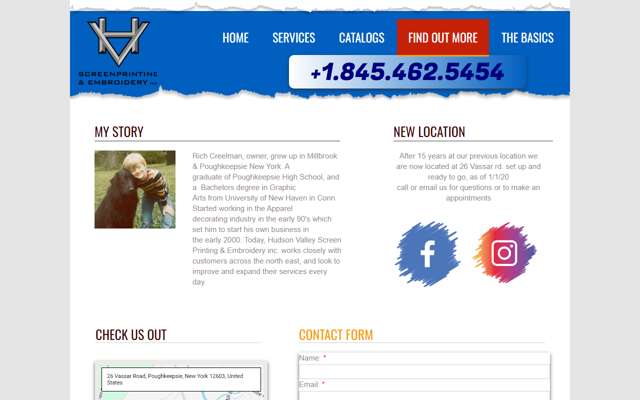 SCREENPRINTING
& EMBROIDERY INC.
HOME
SERVICES
CATALOGS
FIND OUT MORE
THE BASICS
+1.845.462.5454
MY STORY
Rich Creelman, owner, grew up in Millbrook
& Poughkeepsie New York. A
graduate of Poughkeepsie High School, and
a  Bachelors degree in Graphic
Arts from University of New Haven in Conn.
Started working in the Apparel
decorating industry in the early 90's which
set him to start his own business in
the early 2000. Today, Hudson Valley Screen
Printing & Embroidery inc. works closely with
customers across the north east, and look to
improve and expand their services every
day
NEW LOCATION
After 15 years at our previous location we
are now located at 26 Vassar rd. set up and
ready to go, as of 1/1/20
call or email us for questions or to make an
appointments
CHECK US OUT
26 Vassar Road, Poughkeepsie, New York 12603, United
States
CONTACT FORM
Name: *
Email: *